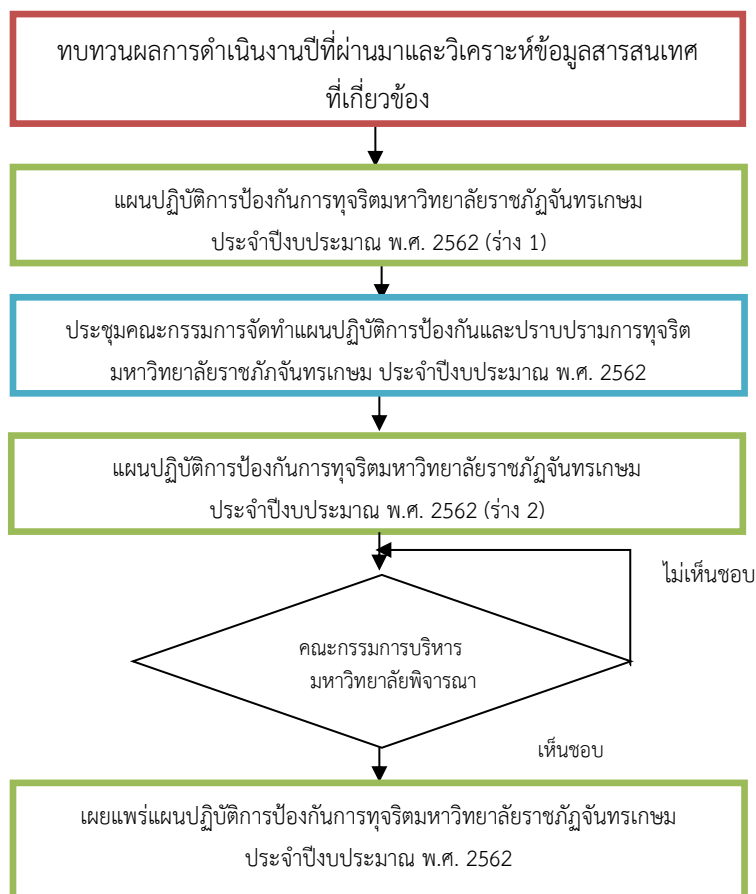 ทบทวนผลการดำเนินงานปีที่ผ่านมาและวิเคราะห์ข้อมูลสารสนเทศ
ที่เกี่ยวข้อง
แผนปฏิบัติการป้องกันการทุจริตมหาวิทยาลัยราชภัฏจันทรเกษม
ประจำปีงบประมาณ พ.ศ. 2562 (ร่าง 1)
ประชุมคณะกรรมการจัดทำแผนปฏิบัติการป้องกันและปราบปรามการทุจริต
มหาวิทยาลัยราชภัภจันทรเกษม ประจำปีงบประมาณ พ.ศ. 2562
แผนปฏิบัติการป้องกันการทุจริตมหาวิทยาลัยราชภัฏจันทรเกษม
ประจำปีงบประมาณ พ.ศ. 2562 (ร่าง 2)
ไม่เห็นชอบ
คณะกรรมการบริหาร
มหาวิทยาลัยพิจารณา
เห็นชอบ
เผยแพร่แผนปฏิบัติการป้องกันการทุจริตมหาวิทยาลัยราชภัฏจันทรเกษม
ประจำปีงบประมาณ พ.ศ. 2562